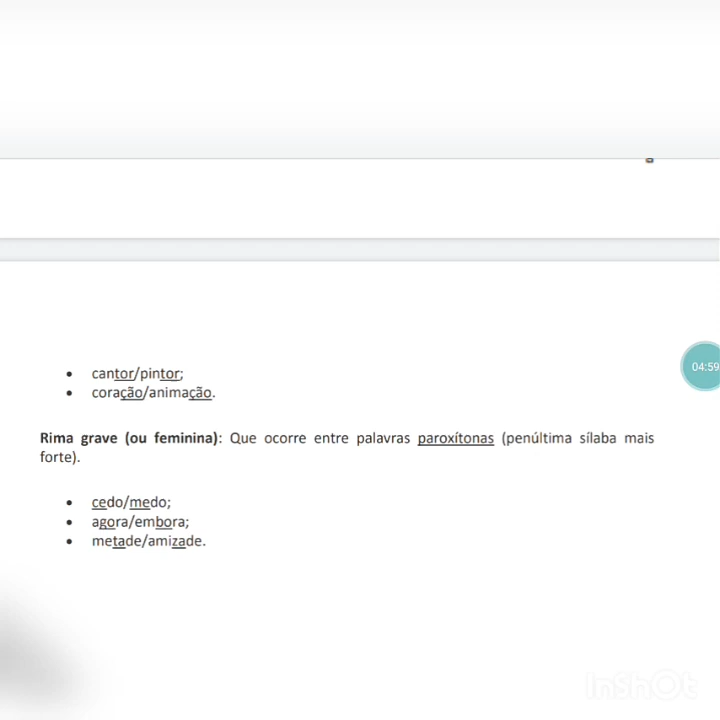 cantor/pintor;
coração/animação.
04:59
Rima grave (ou feminina): Que ocorre entre palavras paroxítonas (penúltima sílaba mais
forte).
cedo/medo;
agora/embora;
metade/amizade.
InShOt